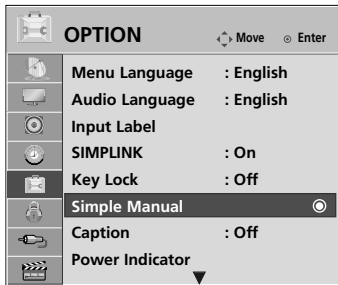 OPTION Move Enter
Menu Language : English
Audio Language : English
Input Label
SIMPLINK : On
Key Lock : Off
Simple Manual
Caption : Off
Power Indicator